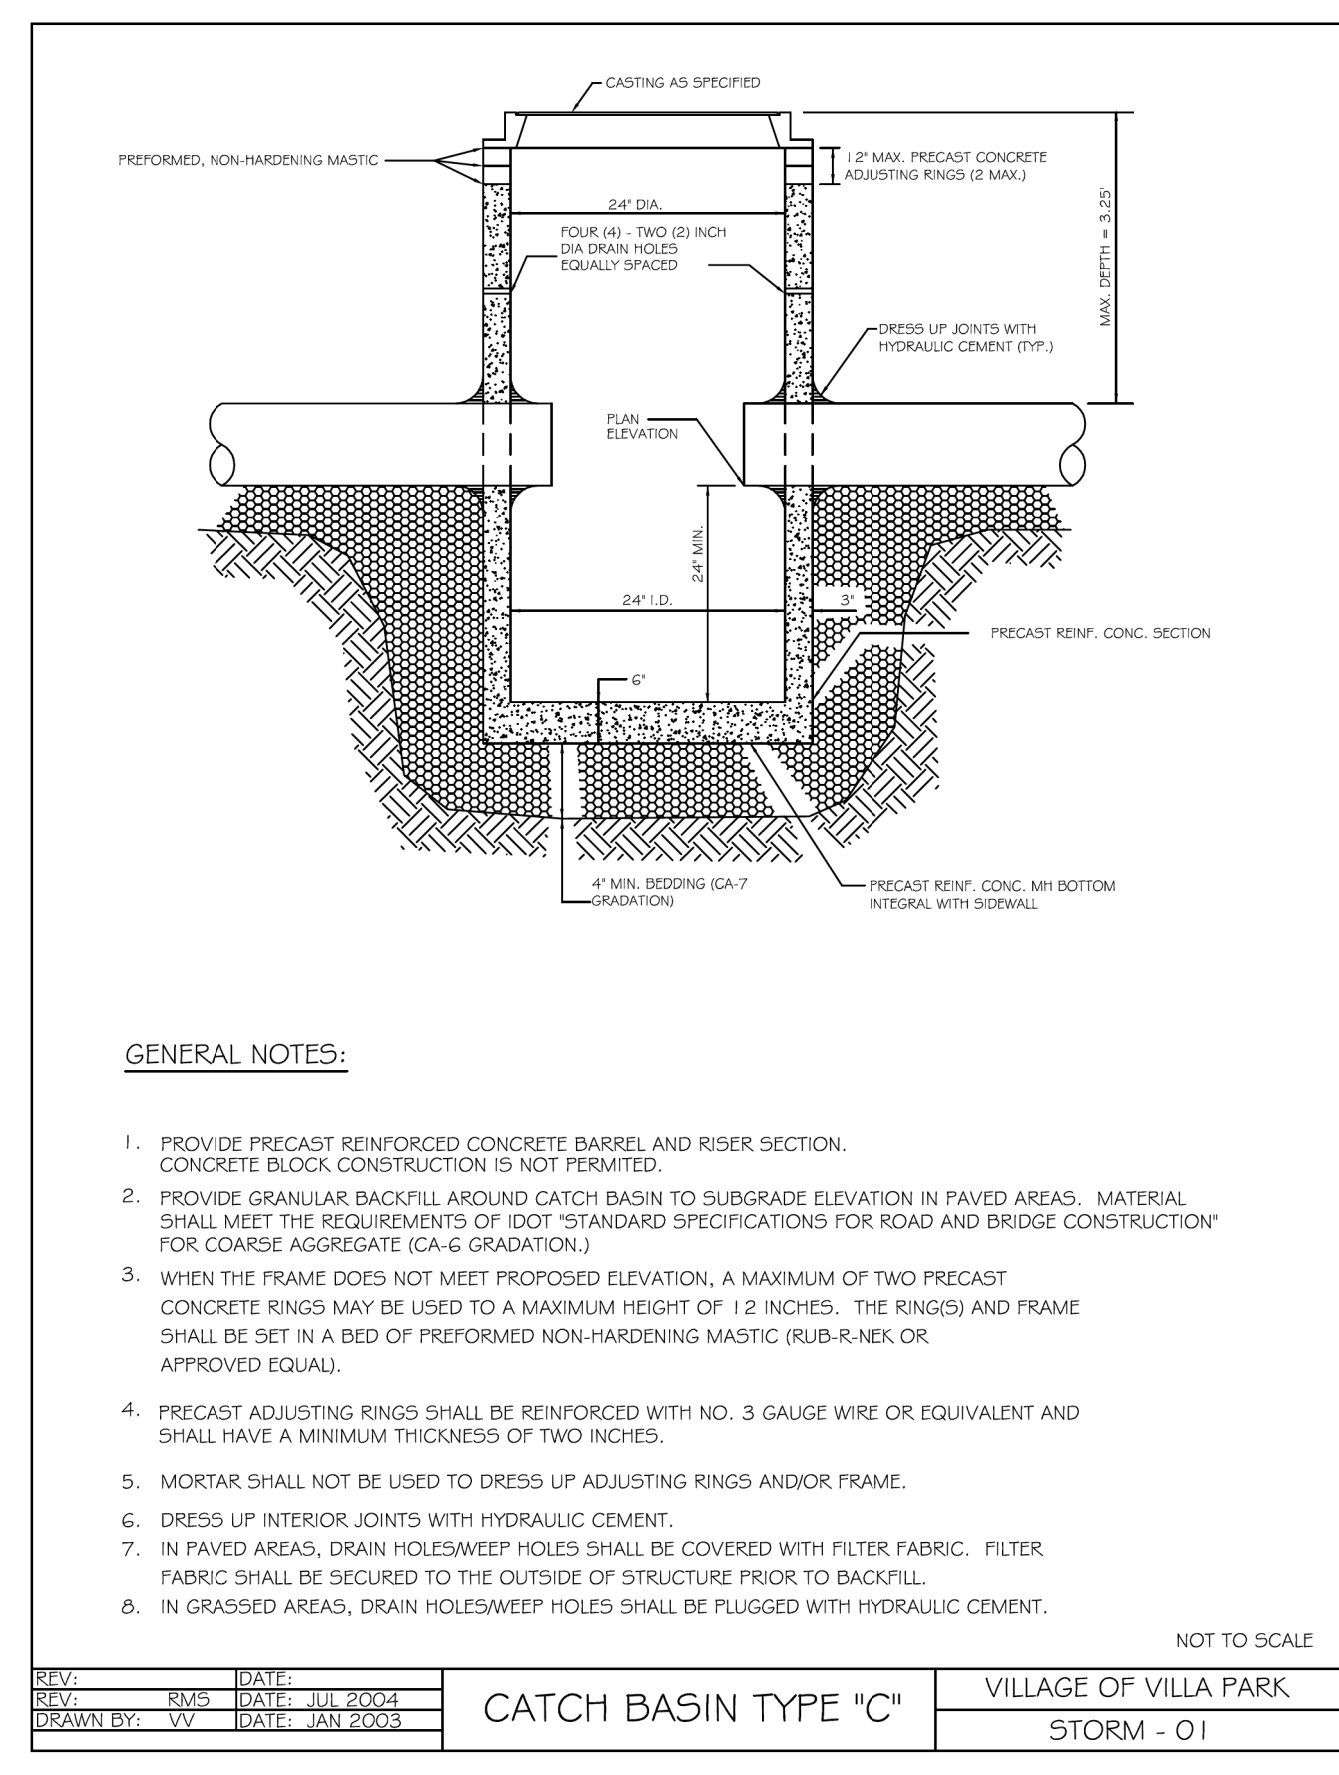 CASTING AS SPECIFIED
PREFORMED, NON-HARDENING MASTIC
12" MAX. PRECAST CONCRETE
ADJUSTING RINGS (2 MAX.)
24" DIA.
FOUR (4) - TWO (2) INCH
DIA DRAIN HOLES
EQUALLY SPACED
MAX. DEPTH = 3.25'
DRESS UP JOINTS WITH
HYDRAULIC CEMENT (TYP.)
PLAN
ELEVATION
24" MIN.
24" I.D.
3"
PRECAST REINF. CONC. SECTION
6"
4" MIN. BEDDING (CA-7
GRADATION)
PRECAST REINF. CONC. MH BOTTOM
INTEGRAL WITH SIDEWALL
GENERAL NOTES:
1. PROVIDE PRECAST REINFORCED CONCRETE BARREL AND RISER SECTION.
CONCRETE BLOCK CONSTRUCTION IS NOT PERMITED.
2. PROVIDE GRANULAR BACKFILL AROUND CATCH BASIN TO SUBGRADE ELEVATION IN PAVED AREAS. MATERIAL
SHALL MEET THE REQUIREMENTS OF IDOT "STANDARD SPECIFICATIONS FOR ROAD AND BRIDGE CONSTRUCTION"
FOR COARSE AGGREGATE (CA-6 GRADATION.)
3. WHEN THE FRAME DOES NOT MEET PROPOSED ELEVATION, A MAXIMUM OF TWO PRECAST
CONCRETE RINGS MAY BE USED TO A MAXIMUM HEIGHT OF 12 INCHES. THE RING(S) AND FRAME
SHALL BE SET IN A BED OF PREFORMED NON-HARDENING MASTIC (RUB-R-NEK OR
APPROVED EQUAL).
4. PRECAST ADJUSTING RINGS SHALL BE REINFORCED WITH NO. 3 GAUGE WIRE OR EQUIVALENT AND
SHALL HAVE A MINIMUM THICKNESS OF TWO INCHES.
5. MORTAR SHALL NOT BE USED TO DRESS UP ADJUSTING RINGS AND/OR FRAME.
6. DRESS UP INTERIOR JOINTS WITH HYDRAULIC CEMENT.
7. IN PAVED AREAS, DRAIN HOLES/WEEP HOLES SHALL BE COVERED WITH FILTER FABRIC. FILTER
FABRIC SHALL BE SECURED TO THE OUTSIDE OF STRUCTURE PRIOR TO BACKFILL.
8. IN GRASSED AREAS, DRAIN HOLES/WEEP HOLES SHALL BE PLUGGED WITH HYDRAULIC CEMENT.
NOT TO SCALE
REV: DATE:
REV: RMS DATE: JUL 2004
DRAWN BY: VV DATE: JAN 2003
CATCH BASIN TYPE "C"
VILLAGE OF VILLA PARK
STORM - 01